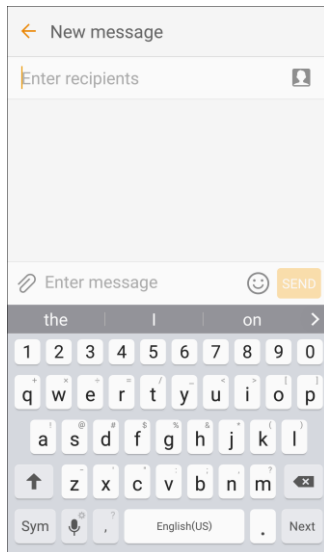 New message
Enter recipients
Enter message SEND
the I on
1 2 3 4 5 6 7 8 9 0
q w e r t y u i o p
a s d f g h j k l
z x c v b n m
Sym , English(US) . Next